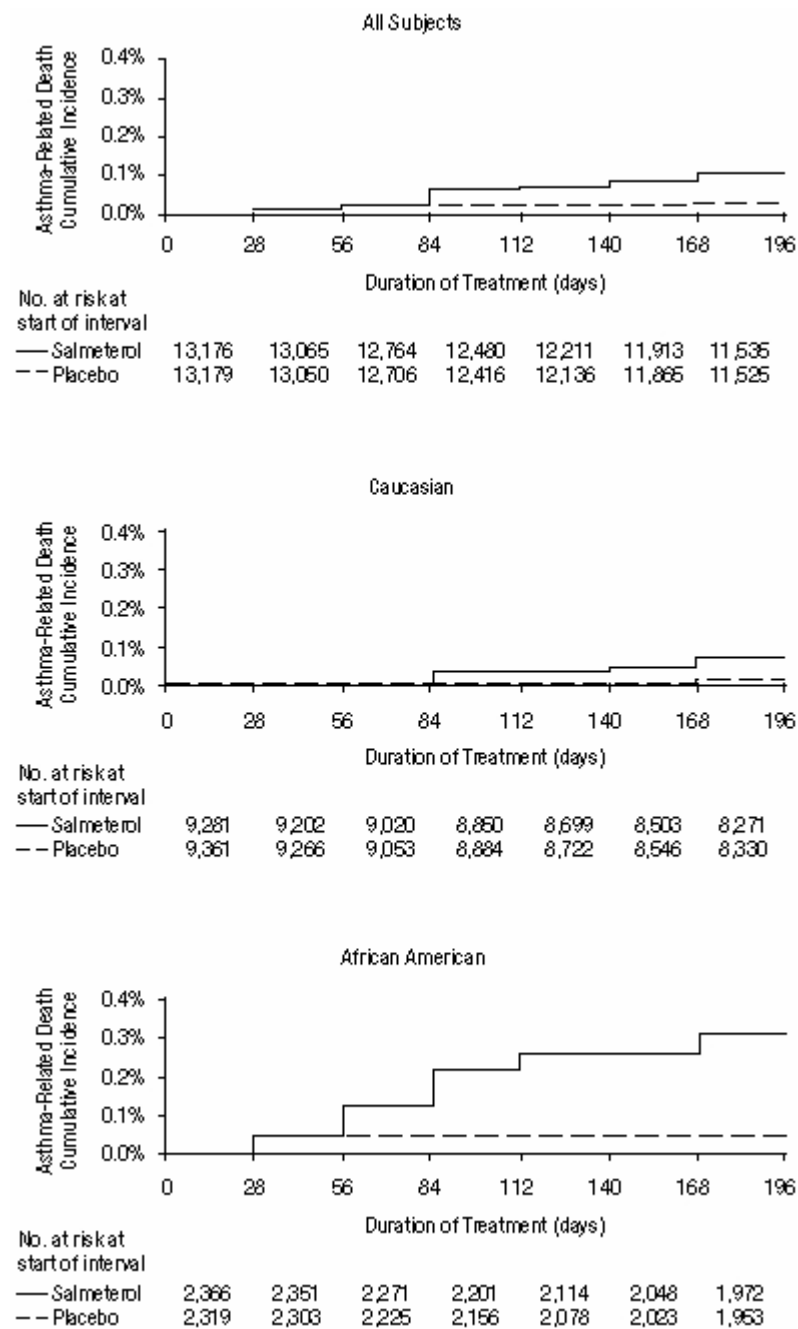 All Subjects
Asthma-Related Death
Cumulative Incidence
0.4%
0.3%
0.2%
0.1%
0.0%
0 28 56 84 112 140 168 196
Duration of Treatment (days)
No. at risk at
start of interval
Salmeterol 13,176 13,065 12,764 12,480 12,211 11,913 11,535
Placebo 13,179 13,050 12,706 12,416 12,136 11,865 11,525
Caucasian
Asthma-Related Death
Cumulative Incidence
0.4%
0.3%
0.2%
0.1%
0.0%
0 28 56 84 112 140 168 196
Duration of Treatment (days)
No. at risk at
start of interval
Salmeterol 9,281 9,202 9,020 8,850 8,699 8,503 8,271
Placebo 9,361 9,266 9,053 8,884 8,722 8,546 8,330
African American
Asthma-Related Death
Cumulative Incidence
0.4%
0.3%
0.2%
0.1%
0.0%
0 28 56 84 112 140 168 196
Duration of Treatment (days)
No. at risk at
start of interval
Salmeterol 2,366 2,351 2,271 2,201 2,114 2,048 1,972
Placebo 2,319 2,303 2,225 2,156 2,078 2,023 1,953